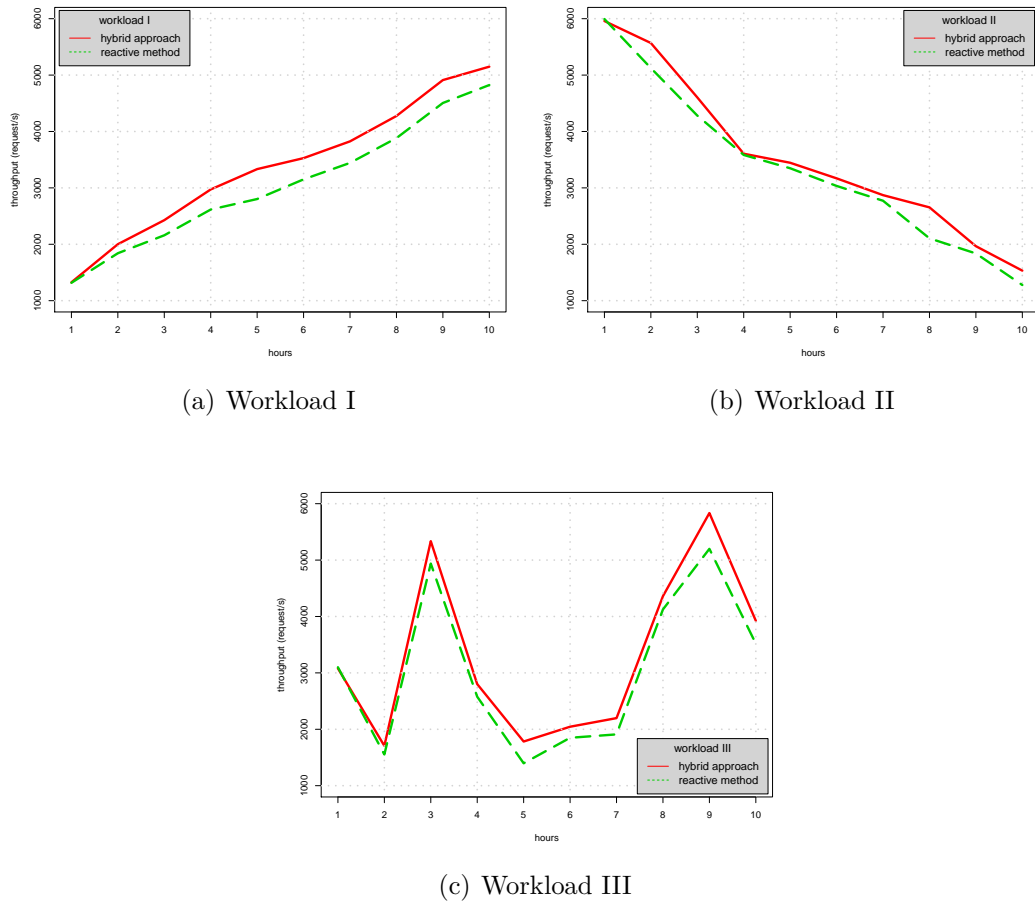 workload I
hybrid approach
reactive method
throughput (request/s)
6000
5000
4000
3000
2000
1000
1 2 3 4 5 6 7 8 9 10
hours
(a) Workload I
workload II
hybrid approach
reactive method
throughput (request/s)
6000
5000
4000
3000
2000
1000
1 2 3 4 5 6 7 8 9 10
hours
(b) Workload II
throughput (request/s)
6000
5000
4000
3000
2000
1000
workload III
hybrid approach
reactive method
1 2 3 4 5 6 7 8 9 10
hours
(c) Workload III